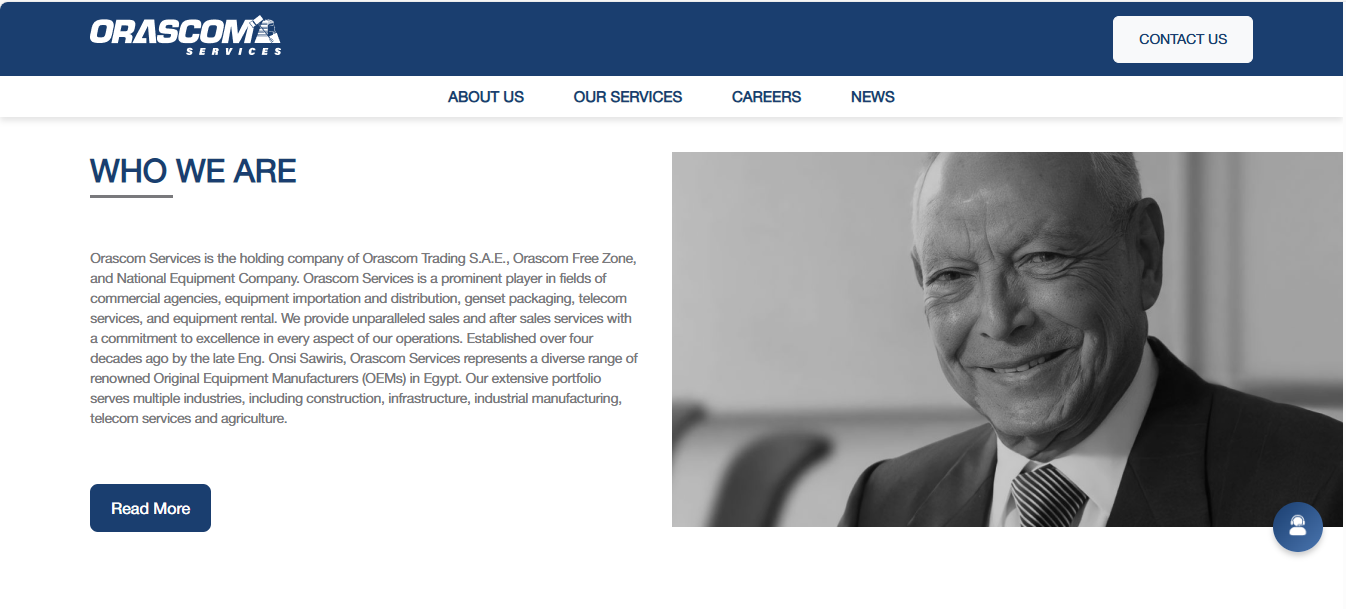 ORASCOM
SERVICES
CONTACT US
ABOUT US OUR SERVICES CAREERS NEWS
WHO WE ARE
Orascom Services is the holding company of Orascom Trading S.A.E., Orascom Free Zone,
and National Equipment Company. Orascom Services is a prominent player in fields of
commercial agencies, equipment importation and distribution, genset packaging, telecom
services, and equipment rental. We provide unparalleled sales and after sales services with
a commitment to excellence in every aspect of our operations. Established over four
decades ago by the late Eng. Onsi Sawiris, Orascom Services represents a diverse range of
renowned Original Equipment Manufacturers (OEMs) in Egypt. Our extensive portfolio
serves multiple industries, including construction, infrastructure, industrial manufacturing,
telecom services and agriculture.
Read More